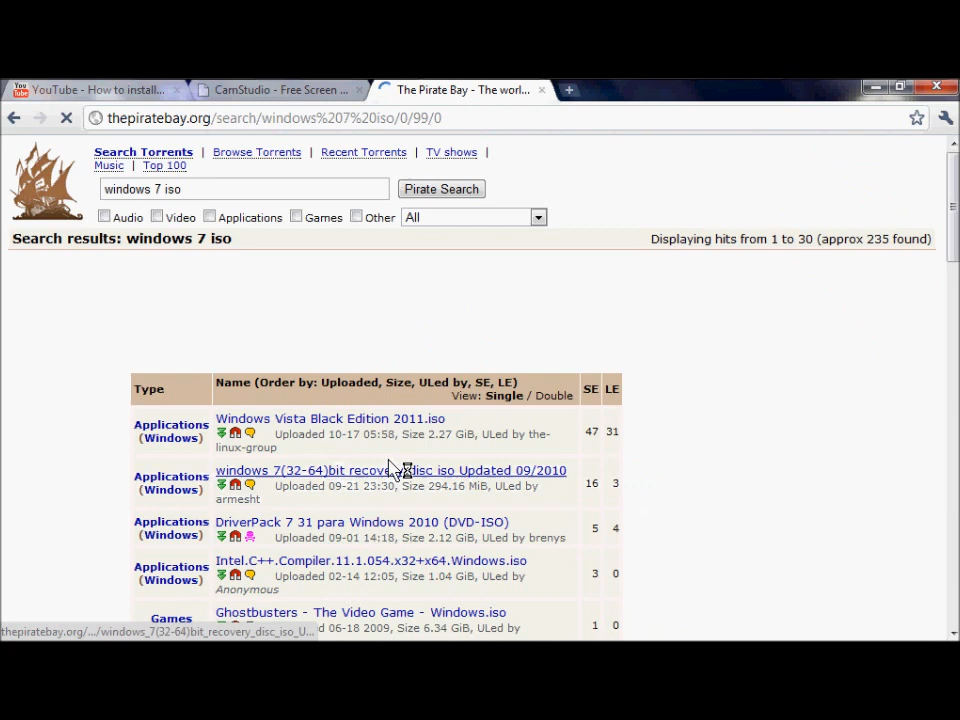 YouTube - How to install...
CamStudio - Free Screen ...
The Pirate Bay - The worl...
thepiratebay.org/search/windows%207%20iso/0/99/0
Search Torrents | Browse Torrents | Recent Torrents | TV shows |
Music | Top 100
windows 7 iso
Pirate Search
Audio Video Applications Games Other All
Search results: windows 7 iso
Displaying hits from 1 to 30 (approx 235 found)
Type
Name (Order by: Uploaded, Size, ULed by, SE, LE)
View: Single / Double
SE LE
Applications
(Windows)
Windows Vista Black Edition 2011.iso
Uploaded 10-17 05:58, Size 2.27 GiB, ULed by the-
linux-group
47 31
Applications
(Windows)
windows 7(32-64)bit recovery disc iso Updated 09/2010
Uploaded 09-21 23:30, Size 294.16 MiB, ULed by
armesht
16 3
Applications
(Windows)
DriverPack 7 31 para Windows 2010 (DVD-ISO)
Uploaded 09-01 14:18, Size 2.12 GiB, ULed by brenys
5 4
Applications
(Windows)
Intel.C++.Compiler.11.1.054.x32+x64.Windows.iso
Uploaded 02-14 12:05, Size 1.04 GiB, ULed by
Anonymous
3 0
Games
Ghostbusters - The Video Game - Windows.iso
06-18 2009, Size 6.34 GiB, ULed by
1 0
thepiratebay.org/.../windows_7(32-64)bit_recovery_disc_iso_U...